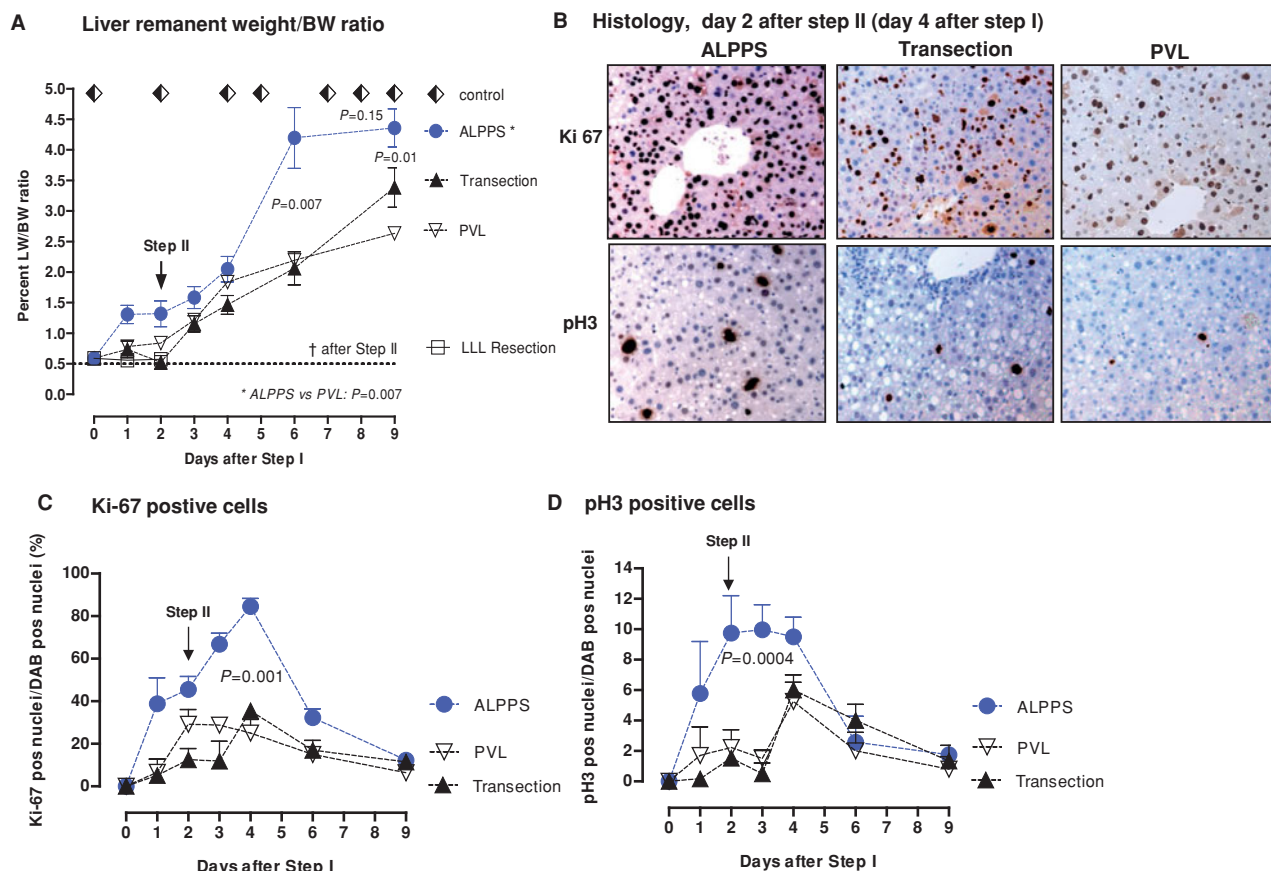 A Liver remanent weight/BW ratio
Percent LW/BW ratio
5.0
4.5
4.0
3.5
3.0
2.5
2.0
1.5
1.0
0.5
0.0
Step II
P=0.15
P=0.01
P=0.007
† after Step II
* ALPPS vs PVL: P=0.007
0 1 2 3 4 5 6 7 8 9
Days after Step I
control
ALPPS *
Transection
PVL
LLL Resection
B Histology, day 2 after step II (day 4 after step I)
ALPPS Transection PVL
Ki 67
pH3
C Ki-67 postive cells
Ki-67 pos nuclei/DAB pos nuclei (%)
100
80
60
40
20
0
Step II
P=0.001
0 1 2 3 4 5 6 7 8 9
Days after Step I
ALPPS
PVL
Transection
D pH3 positive cells
pH3 pos nuclei/DAB pos nuclei
14
12
10
8
6
4
2
0
Step II
P=0.0004
0 1 2 3 4 5 6 7 8 9
Days after Step I
ALPPS
PVL
Transection